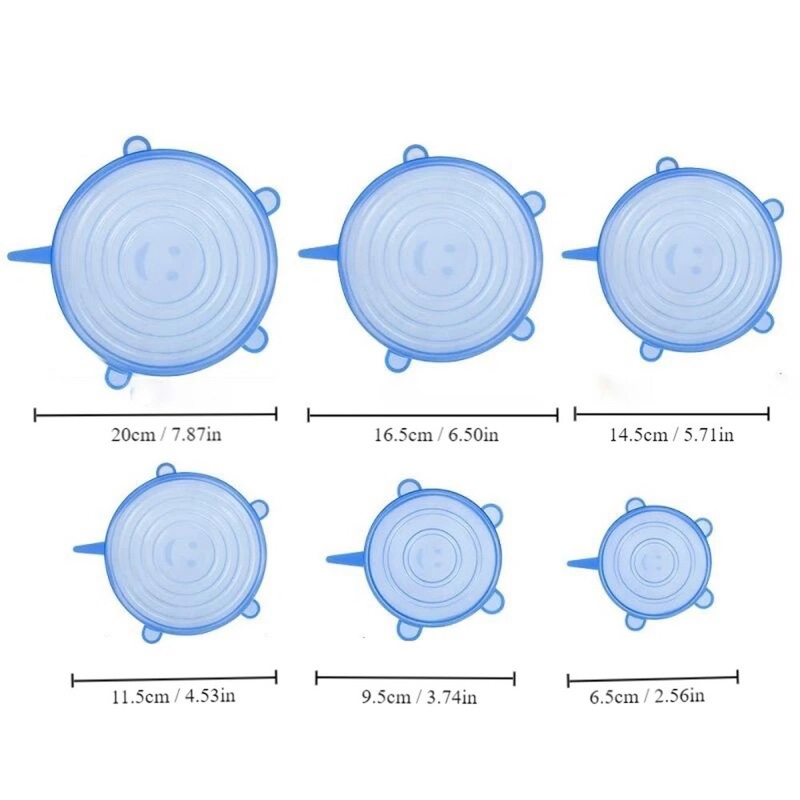 20cm / 7.87in
16.5cm / 6.50in
14.5cm / 5.71in
11.5cm / 4.53in
9.5cm / 3.74in
6.5cm / 2.56in